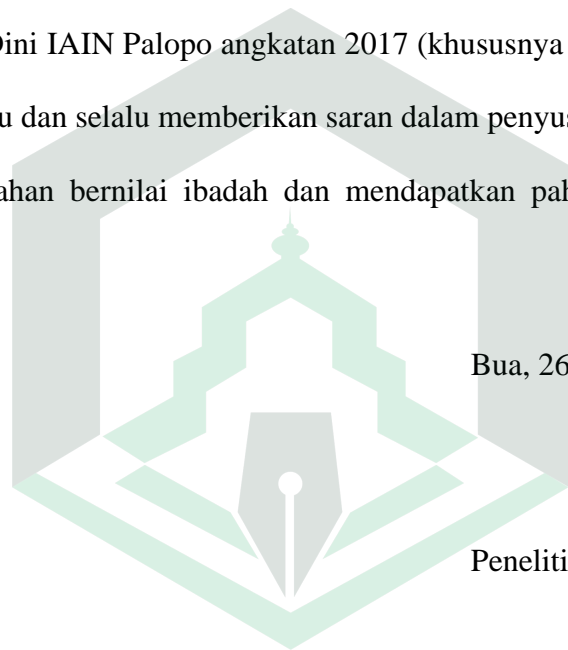 Dini IAIN Palopo angkatan 2017 (khususnya
dan selalu memberikan saran dalam penyus
bernilai ibadah dan mendapatkan pah
Bua, 26
Peneliti